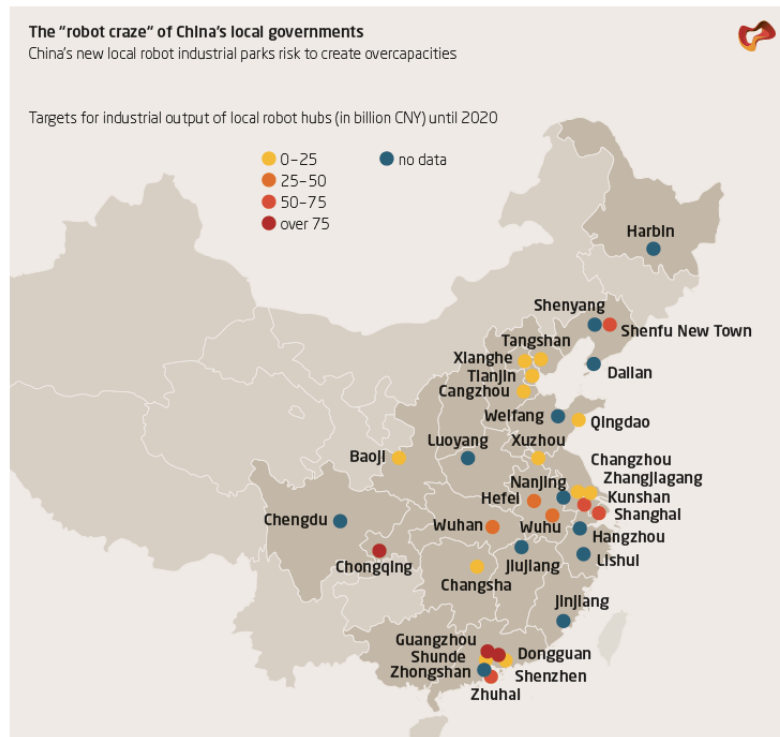 The “robot craze” of China’s local governments
China’s new local robot industrial parks risk to create overcapacities
Targets for industrial output of local robot hubs (in billion CNY) until 2020
0–25
no data
25–50
50–75
over 75
Harbin
Shenyang
Shenfu New Town
Tangshan
Xianghe
Tianjin
Dalian
Cangzhou
Weifang
Qingdao
Luoyang
Xuzhou
Baoji
Changzhou
Zhangjiagang
Nanjing
Hefei
Kunshan
Shanghai
Chengdu
Wuhan
Wuhu
Hangzhou
Lishui
Chongqing
Jiujiang
Changsha
Jinjiang
Guangzhou
Shunde
Dongguan
Zhongshan
Shenzhen
Zhuhai